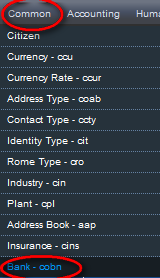 Common Accounting Huma
Citizen
Currency - ccu
Currency Rate - ccur
Address Type - coab
Contact Type - ccty
Identity Type - cit
Rome Type - cro
Industry - cin
Plant - cpl
Address Book - aap
Insurance - cins
Bank - cobn